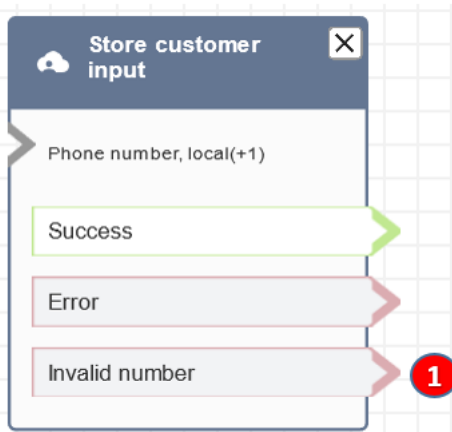 Store customer
input
Phone number, local(+1)
Success
Error
Invalid number
1